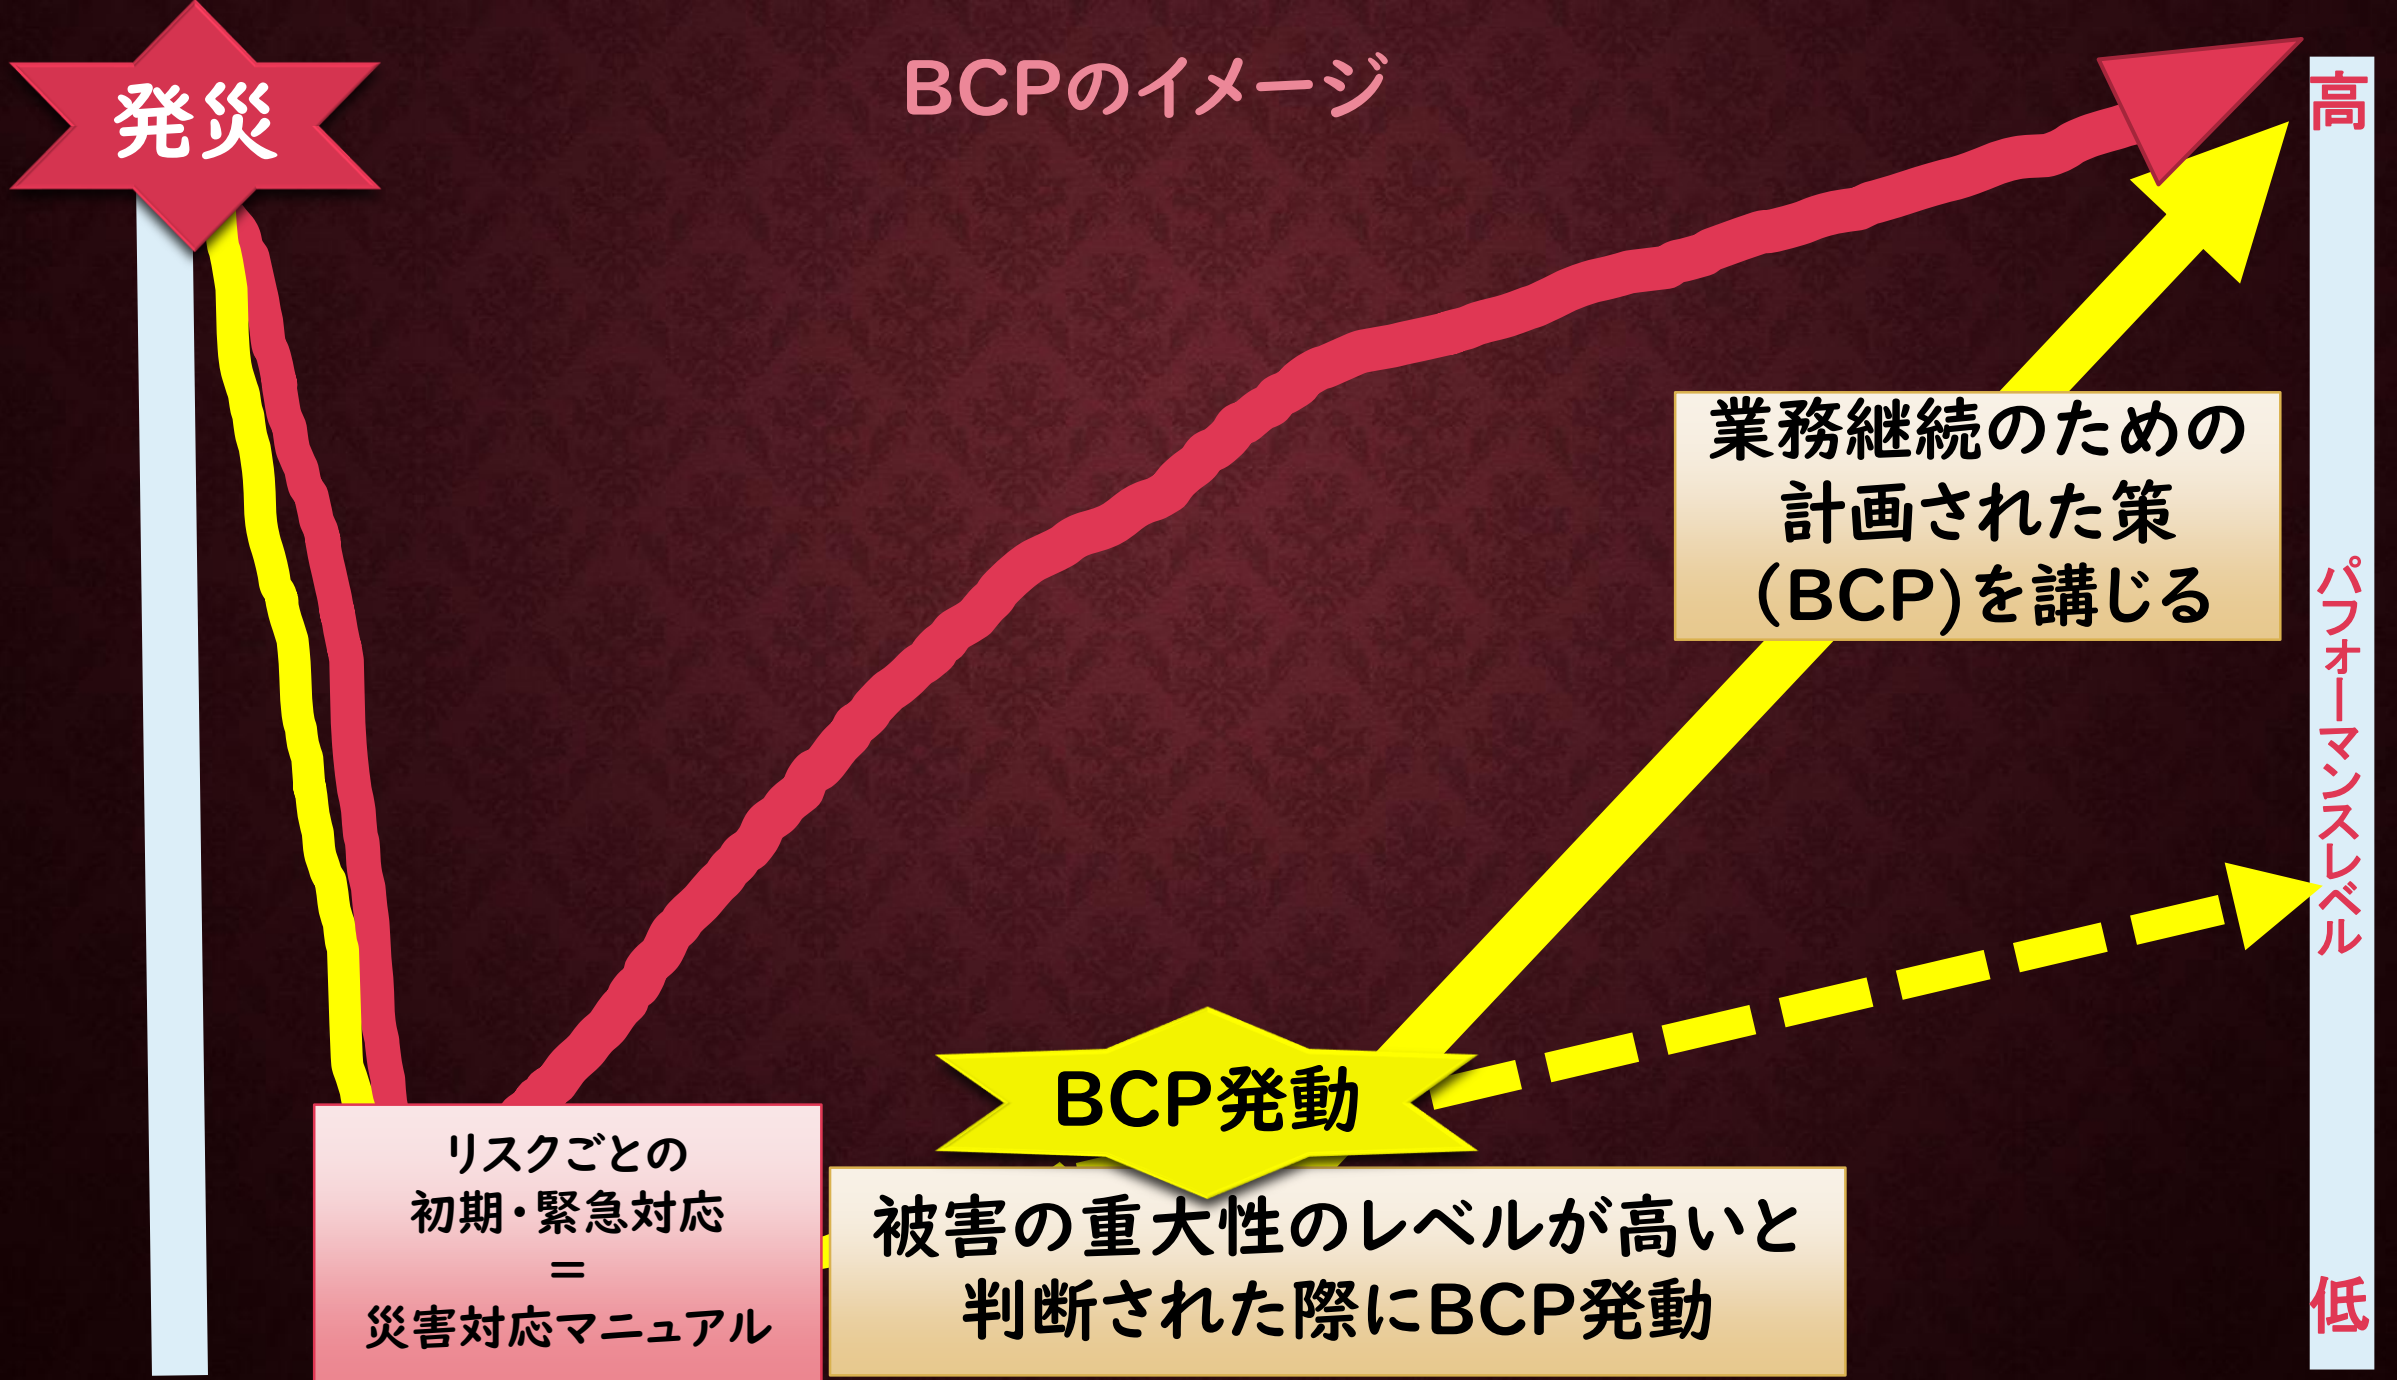 BCPのイメージ
発災
高
業務継続のための
計画された策
(BCP)を講じる
パフォーマンスレベル
BCP発動
リスクごとの
初期・緊急対応
=
災害対応マニュアル
被害の重大性のレベルが高いと
判断された際にBCP発動
低